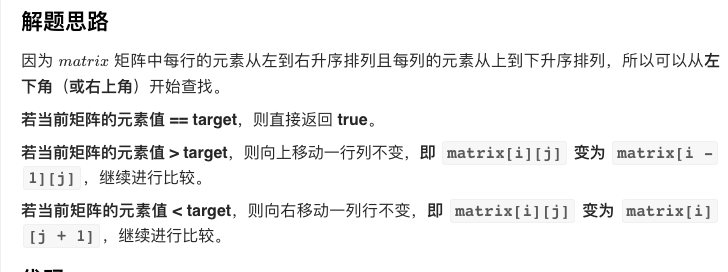 解题思路
因为 matrix 矩阵中每行的元素从左到右升序排列且每列的元素从上到下升序排列，所以可以从左
下角（或右上角）开始查找。
若当前矩阵的元素值 == target，则直接返回 true。
若当前矩阵的元素值 > target，则向上移动一行列不变，即 matrix[i][j] 变为 matrix[i -
1][j] ，继续进行比较。
若当前矩阵的元素值 < target，则向右移动一列行不变，即 matrix[i][j] 变为 matrix[i]
[j + 1] ，继续进行比较。